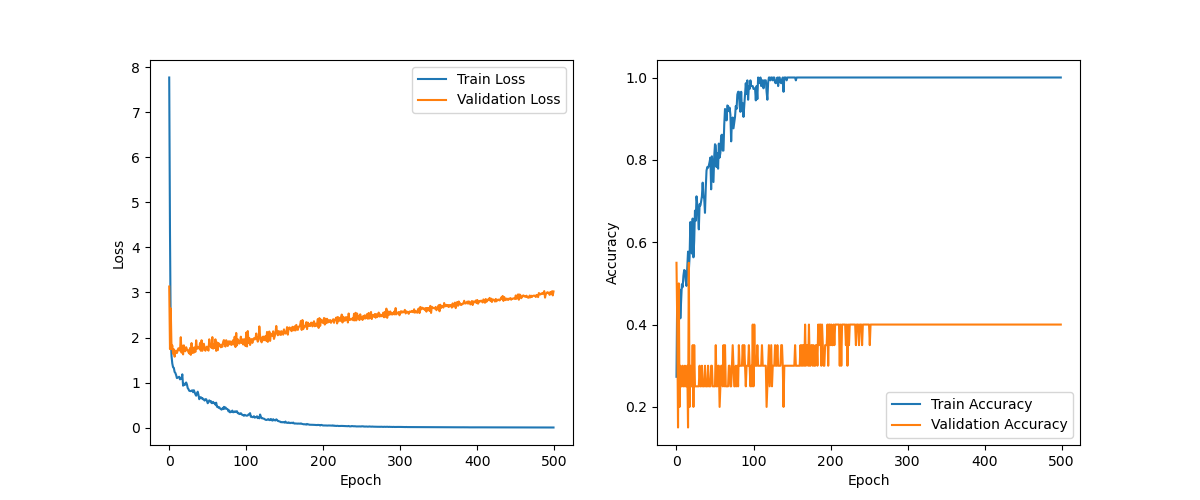 8
7
6
5
4
3
2
1
0
Loss
0 100 200 300 400 500
Epoch
Train Loss
Validation Loss
1.0
0.8
0.6
0.4
0.2
Accuracy
0 100 200 300 400 500
Epoch
Train Accuracy
Validation Accuracy